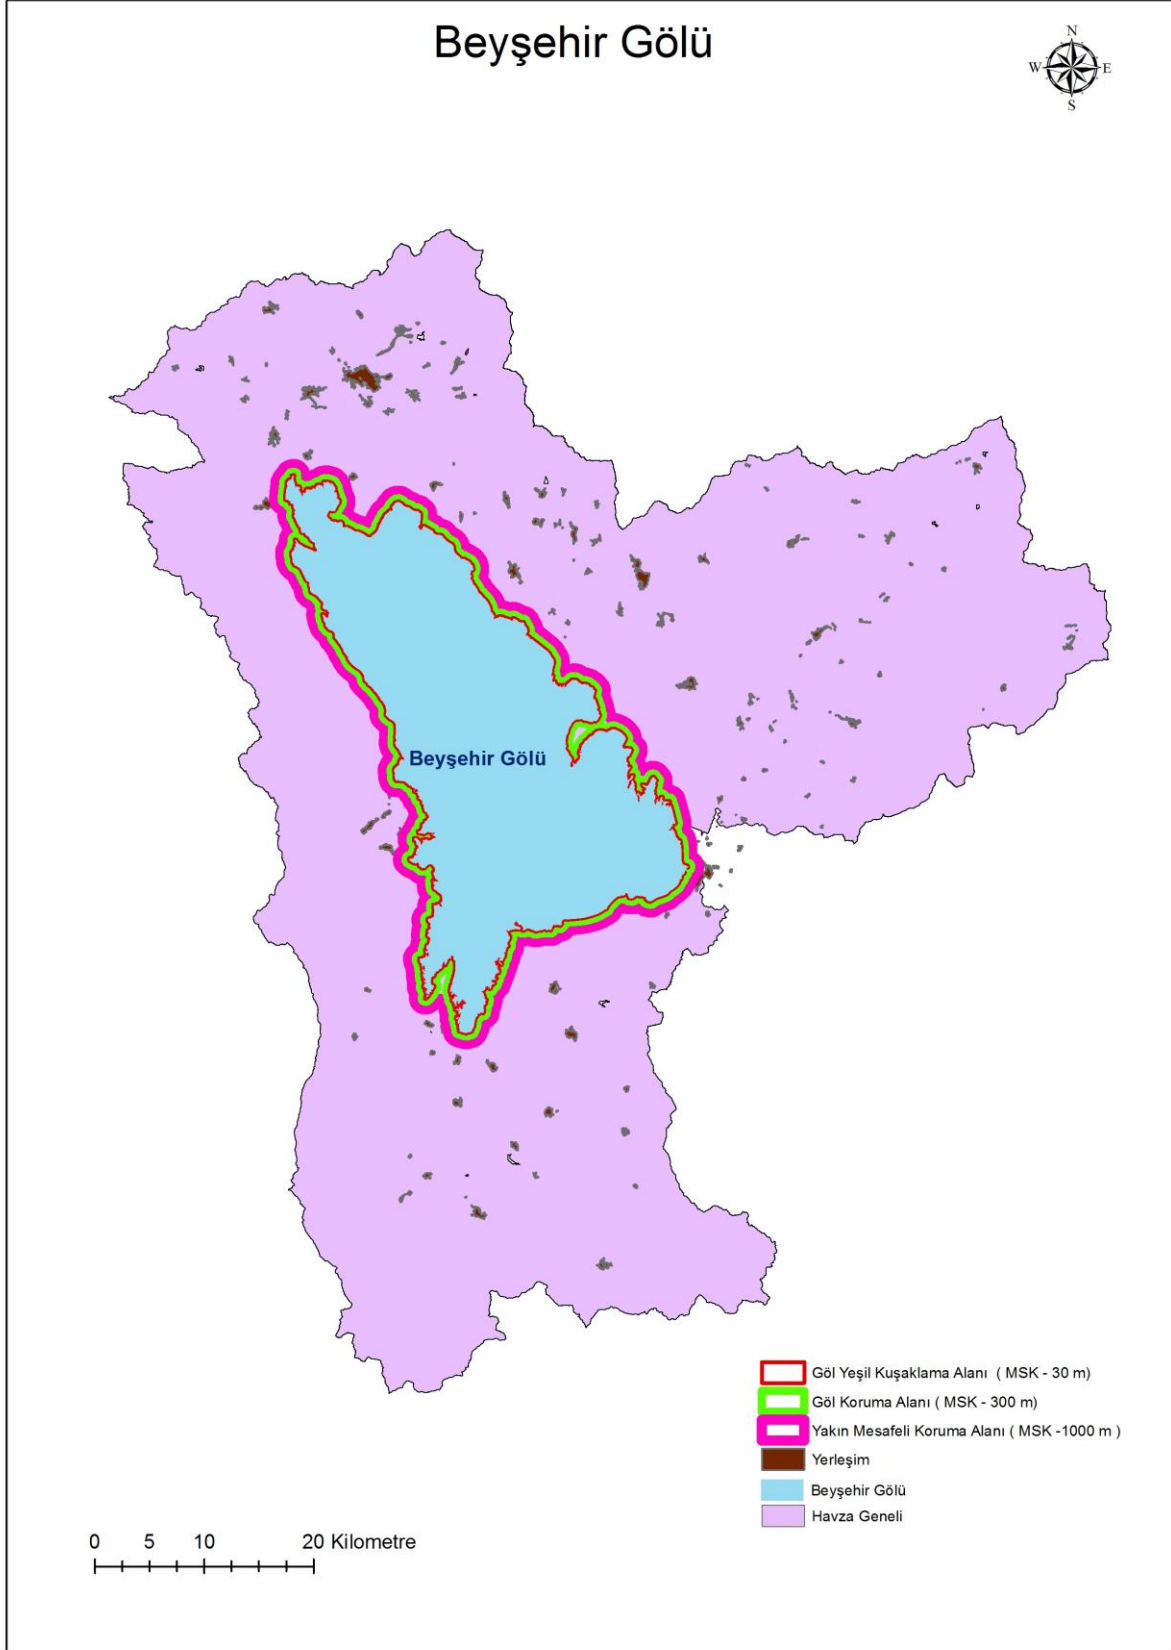 Beyşehir Gölü
N
W E
S
Beyşehir Gölü
Göl Yeşil Kuşaklama Alanı ( MSK - 30 m)
Göl Koruma Alanı ( MSK - 300 m)
Yakın Mesafeli Koruma Alanı ( MSK -1000 m )
Yerleşim
Beyşehir Gölü
Havza Geneli
0 5 10 20 Kilometre